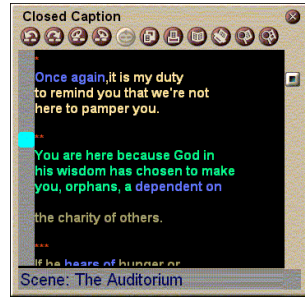 Closed Caption
*
Once again,it is my duty
to remind you that we're not
here to pamper you.
**
You are here because God in
his wisdom has chosen to make
you, orphans, a dependent on
the charity of others.
***
If he hears of hunger or
Scene: The Auditorium